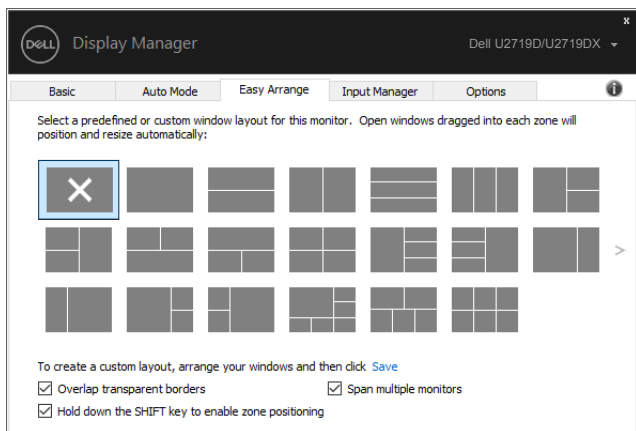 x
DELL Display Manager Dell U2719D/U2719DX
Basic Auto Mode Easy Arrange Input Manager Options i
Select a predefined or custom window layout for this monitor. Open windows dragged into each zone will
position and resize automatically:
>
To create a custom layout, arrange your windows and then click Save
Overlap transparent borders Span multiple monitors
Hold down the SHIFT key to enable zone positioning